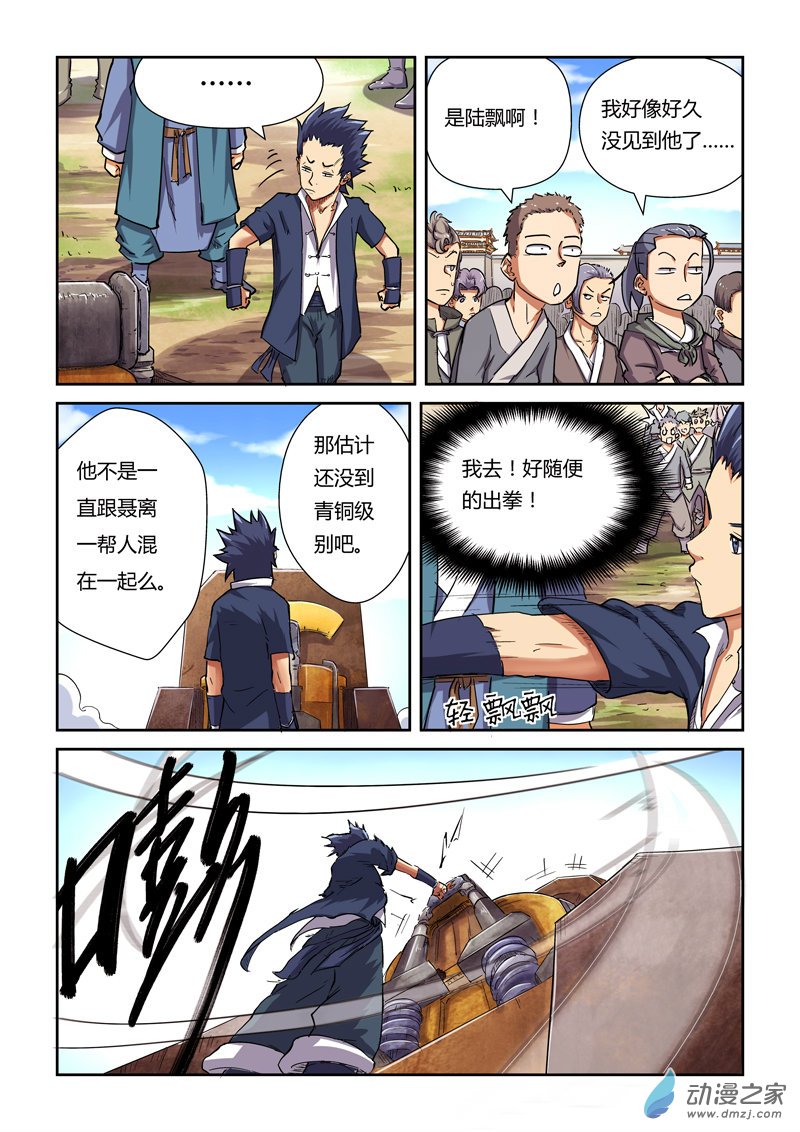 ……
是陆飘啊！
我好像好久
没见到他了……
他不是一
直跟聂离
一帮人混
在一起么。
那估计
还没到
青铜级
别吧。
我去！好随便
的出拳！
轻飘飘
嘭
动漫之家
www.dmzj.com